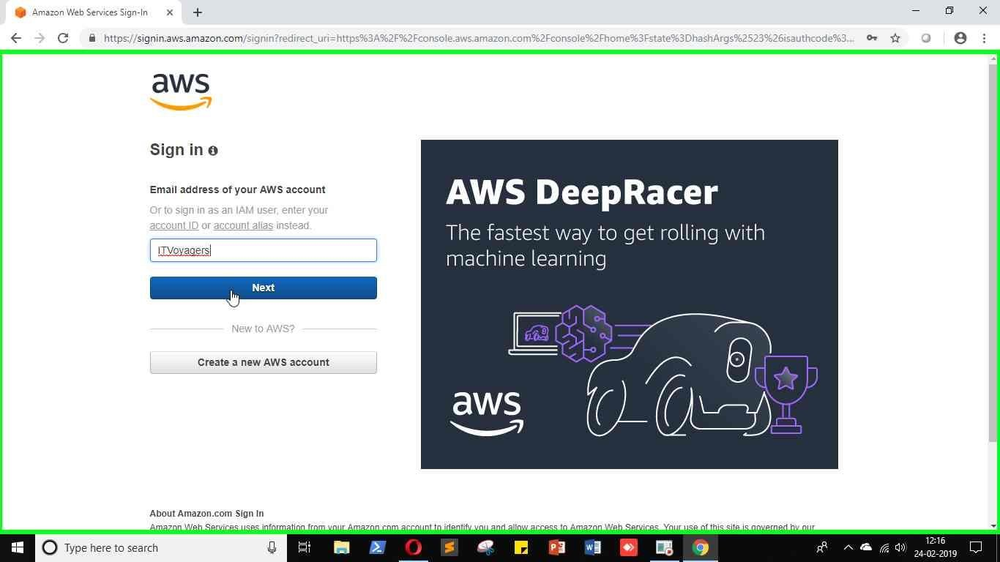 Amazon Web Services Sign-In
https://signin.aws.amazon.com/signin?redirect_uri=https%3A%2F%2Fconsole.aws.amazon.com%2Fconsole%2Fhome%3Fstate%3DhashArgs%2523%26isauthcode%...
aws
Sign in
Email address of your AWS account
Or to sign in as an IAM user, enter your
account ID or account alias instead.
ITVoyagers
Next
New to AWS?
Create a new AWS account
AWS DeepRacer
The fastest way to get rolling with
machine learning
aws
About Amazon.com Sign In
Amazon Web Services uses information from your Amazon.com account to identify you and allow access to Amazon Web Services. Your use of this site is governed by our
Type here to search
12:16
24-02-2019